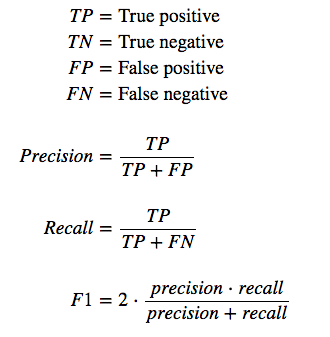 TP = True positive
TN = True negative
FP = False positive
FN = False negative
Precision = TP / TP + FP
Recall = TP / TP + FN
F1 = 2 · precision · recall / precision + recall